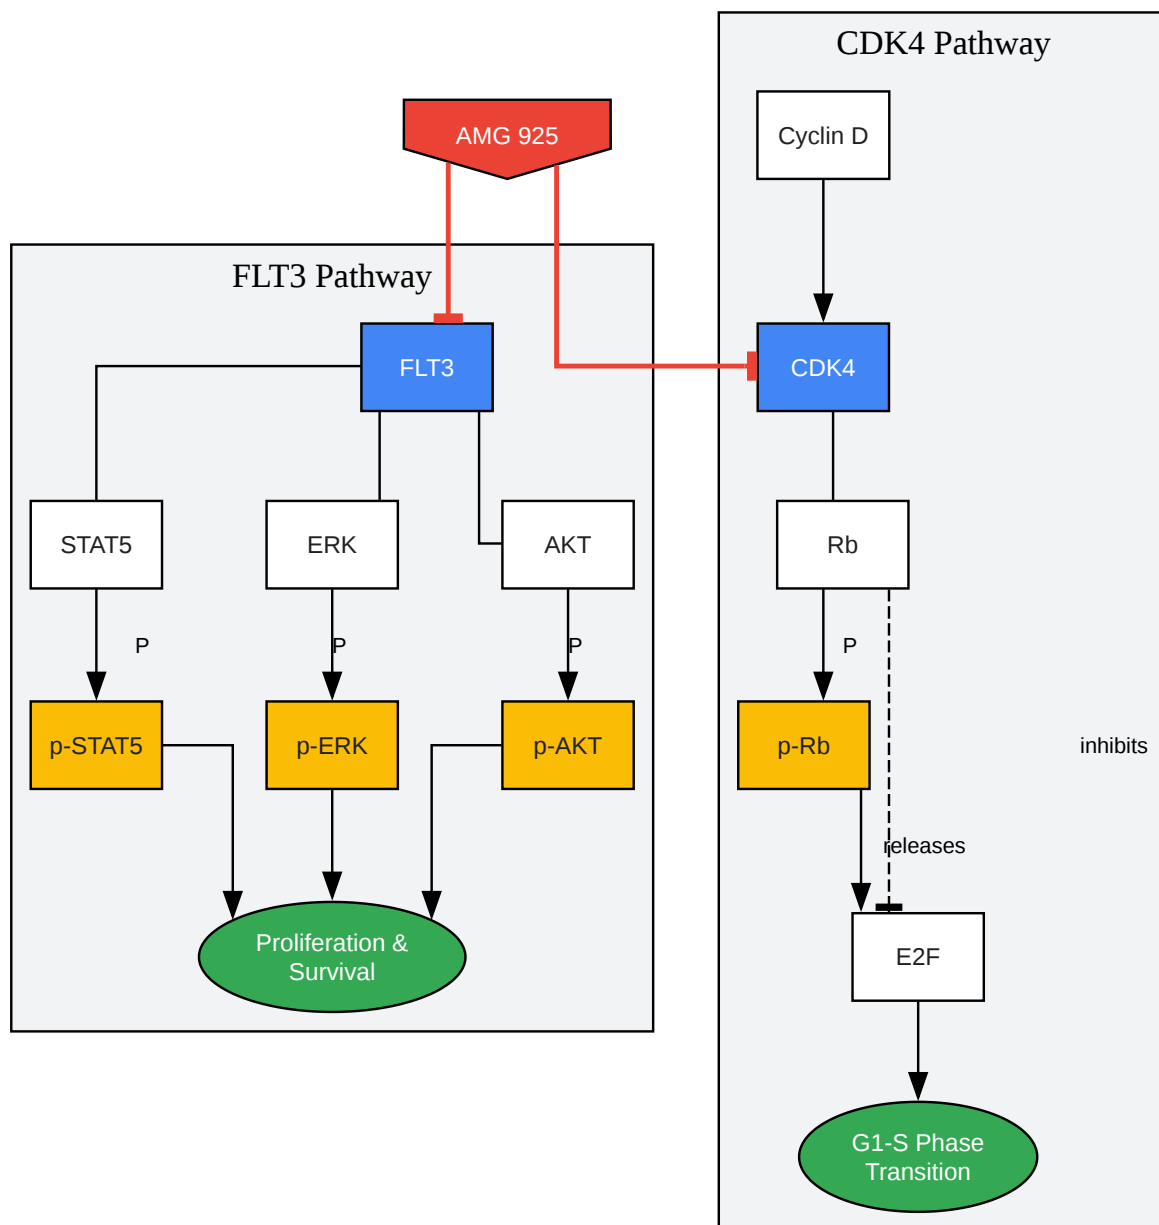 CDK4 Pathway
AMG 925
Cyclin D
FLT3 Pathway
FLT3
CDK4
STAT5
ERK
AKT
Rb
P
P
P
P
p-STAT5
p-ERK
p-AKT
p-Rb
inhibits
releases
Proliferation &
Survival
E2F
G1-S Phase
Transition